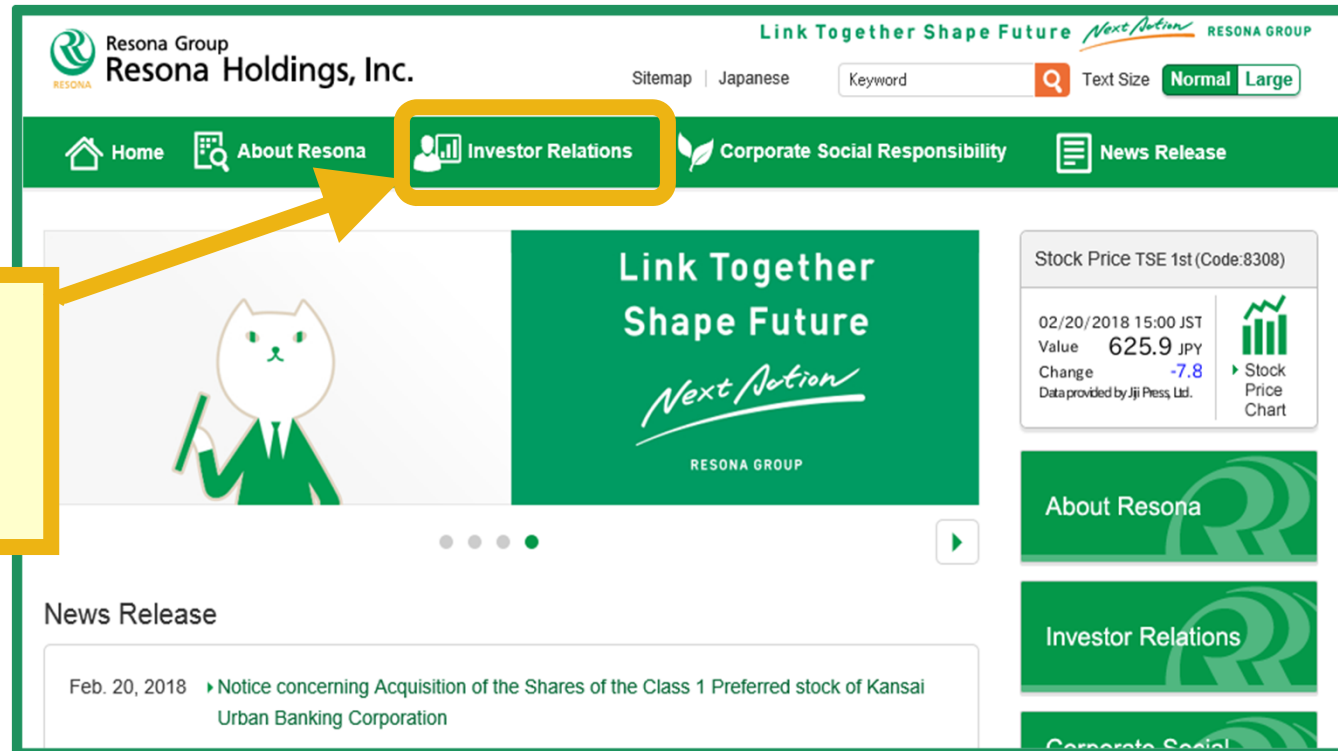 Link Together Shape Future Next Action RESONA GROUP
Resona Group
Resona Holdings, Inc.
RESONA
Sitemap | Japanese Keyword Text Size Normal Large
Home About Resona Investor Relations Corporate Social Responsibility News Release
Link Together
Shape Future
Next Action
RESONA GROUP
Stock Price TSE 1st (Code:8308)
02/20/2018 15:00 JST
Value 625.9 JPY
Change -7.8
Data provided by Jiji Press, Ltd.
Stock
Price
Chart
About Resona
Investor Relations
Corporate Social
News Release
Feb. 20, 2018 Notice concerning Acquisition of the Shares of the Class 1 Preferred stock of Kansai
Urban Banking Corporation